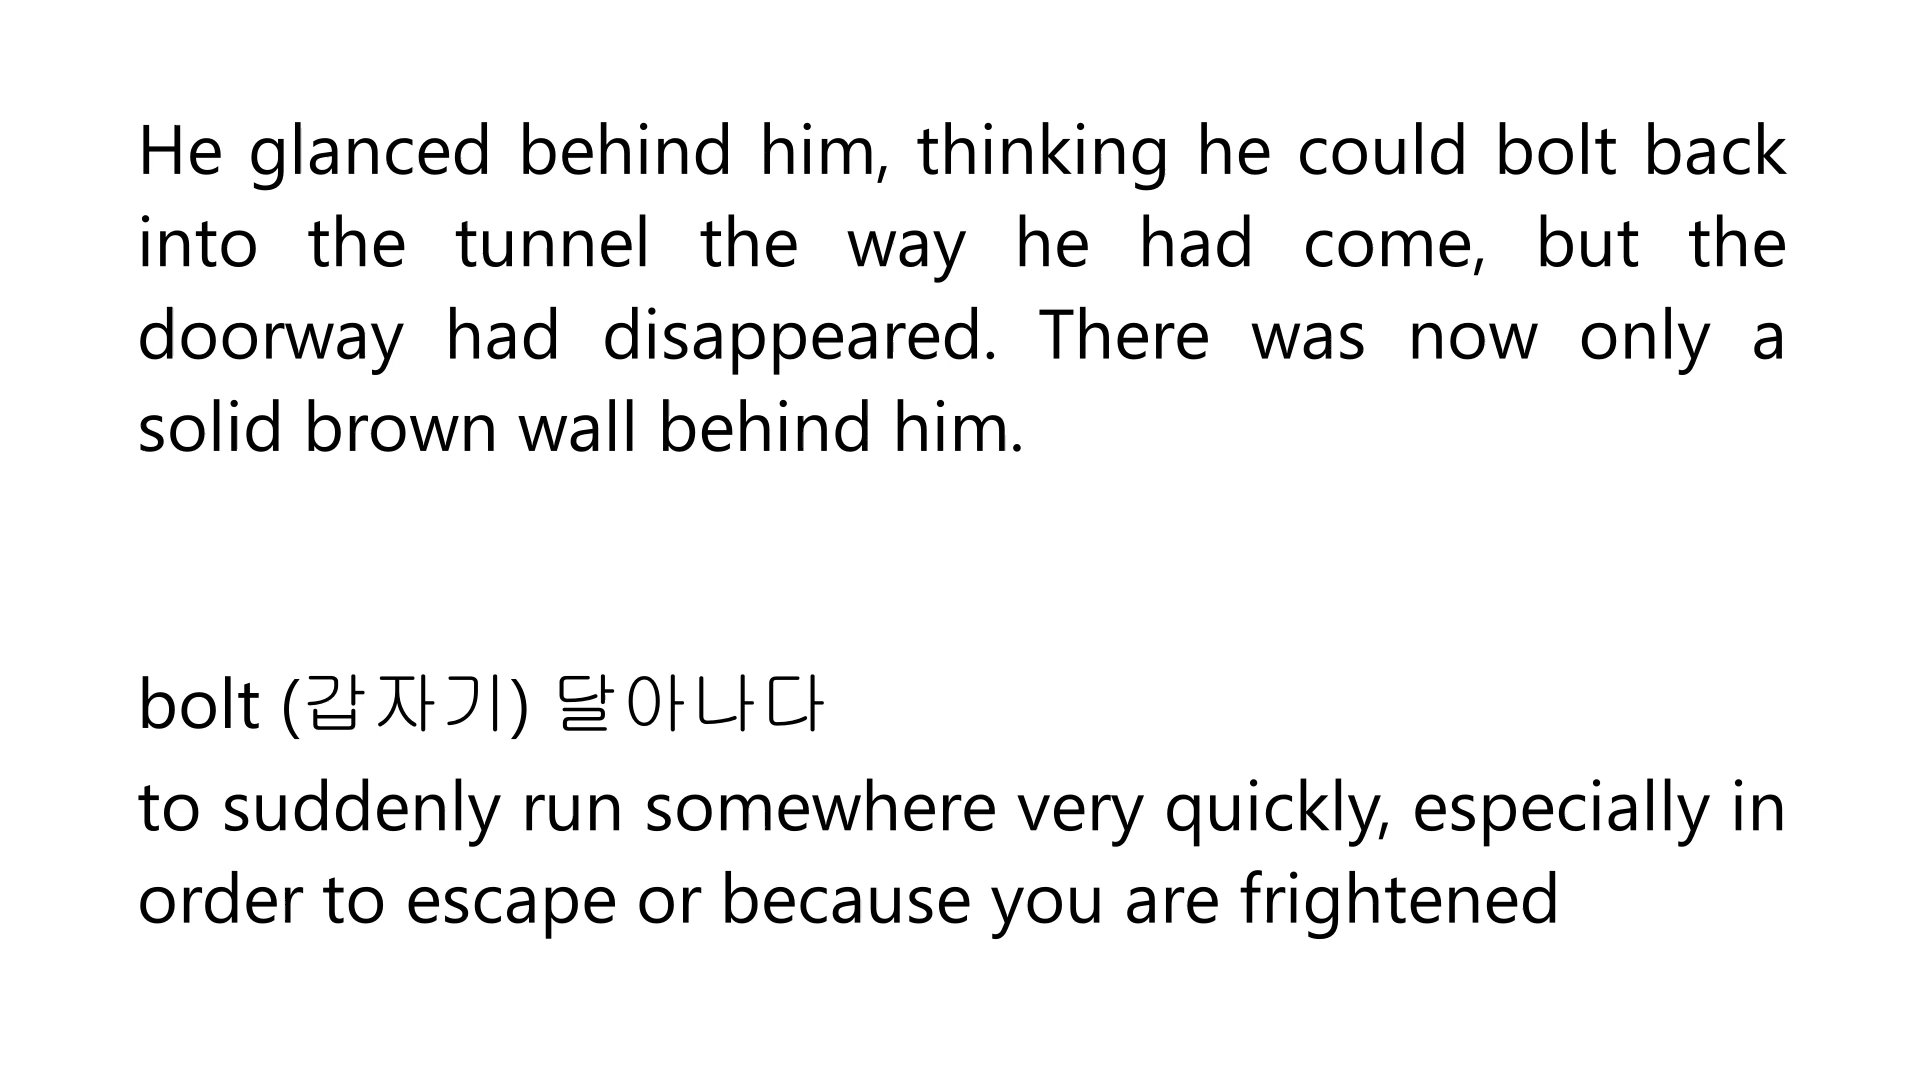 He glanced behind him, thinking he could bolt back
into the tunnel the way he had come, but the
doorway had disappeared. There was now only a
solid brown wall behind him.
bolt (갑자기) 달아나다
to suddenly run somewhere very quickly, especially in
order to escape or because you are frightened